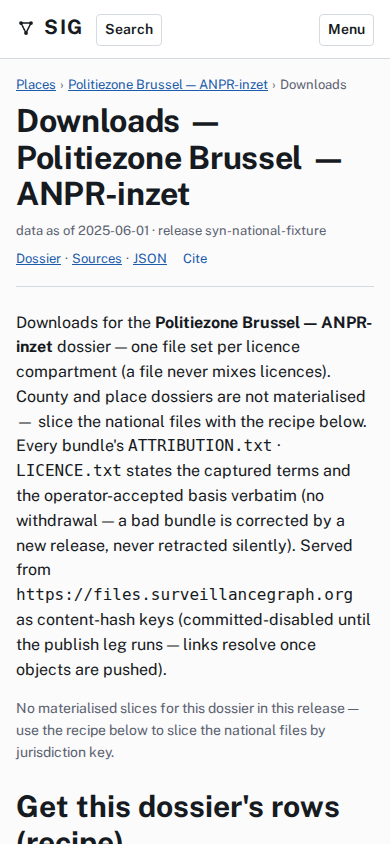 SIG Search Menu
Places › Politiezone Brussel — ANPR-inzet › Downloads
Downloads —
Politiezone Brussel —
ANPR-inzet
data as of 2025-06-01 · release syn-national-fixture
Dossier · Sources · JSON Cite
Downloads for the Politiezone Brussel — ANPR-
inzet dossier — one file set per licence
compartment (a file never mixes licences).
County and place dossiers are not materialised
— slice the national files with the recipe below.
Every bundle's ATTRIBUTION.txt ·
LICENCE.txt states the captured terms and
the operator-accepted basis verbatim (no
withdrawal — a bad bundle is corrected by a
new release, never retracted silently). Served
from
https://files.surveillancegraph.org
as content-hash keys (committed-disabled until
the publish leg runs — links resolve once
objects are pushed).
No materialised slices for this dossier in this release —
use the recipe below to slice the national files by
jurisdiction key.
Get this dossier's rows
(recipe)